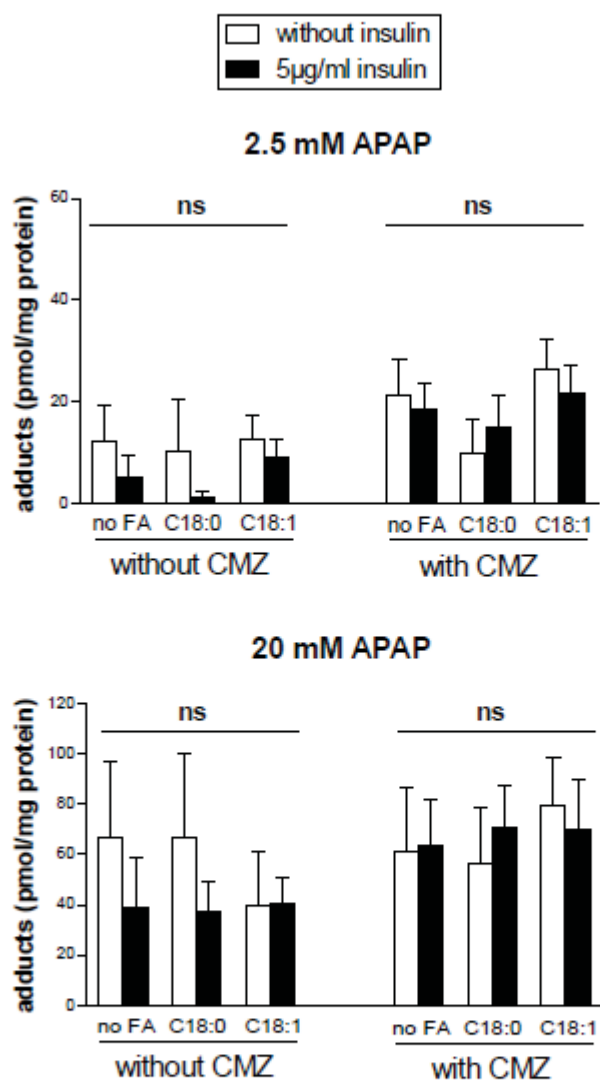 without insulin
5µg/ml insulin
2.5 mM APAP
adducts (pmol/mg protein)
60
40
20
0
ns
ns
no FA C18:0 C18:1
no FA C18:0 C18:1
without CMZ
with CMZ
20 mM APAP
adducts (pmol/mg protein)
120
100
80
60
40
20
0
ns
ns
no FA C18:0 C18:1
no FA C18:0 C18:1
without CMZ
with CMZ